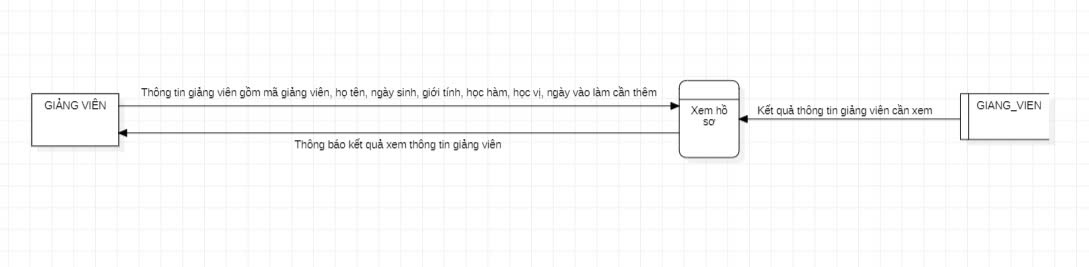 Thông tin giảng viên gồm mã giảng viên, họ tên, ngày sinh, giới tính, học hàm, học vị, ngày vào làm cần thêm
GIẢNG VIÊN
Xem hồ
sơ
Kết quả thông tin giảng viên cần xem
GIANG_VIEN
Thông báo kết quả xem thông tin giảng viên